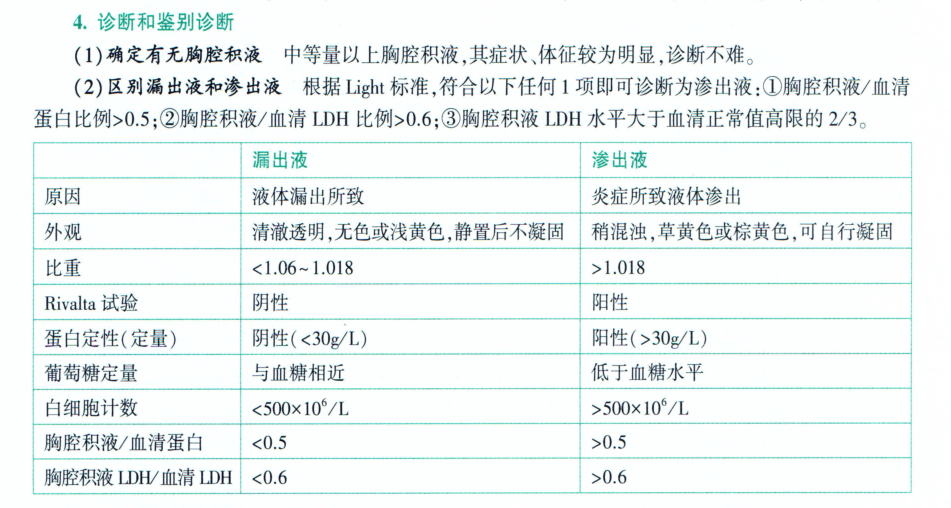 4. 诊断和鉴别诊断
(1)确定有无胸腔积液 中等量以上胸腔积液,其症状、体征较为明显,诊断不难。
(2)区别漏出液和渗出液 根据 Light 标准,符合以下任何 1 项即可诊断为渗出液:①胸腔积液/血清
蛋白比例>0.5;②胸腔积液/血清 LDH 比例>0.6;③胸腔积液 LDH 水平大于血清正常值高限的 2/3。
漏出液 渗出液
原因 液体漏出所致 炎症所致液体渗出
外观 清澈透明,无色或浅黄色,静置后不凝固 稍混浊,草黄色或棕黄色,可自行凝固
比重 <1.06~1.018 >1.018
Rivalta 试验 阴性 阳性
蛋白定性(定量) 阴性(<30g/L) 阳性(>30g/L)
葡萄糖定量 与血糖相近 低于血糖水平
白细胞计数 <500×10⁶/L >500×10⁶/L
胸腔积液/血清蛋白 <0.5 >0.5
胸腔积液 LDH/血清 LDH <0.6 >0.6